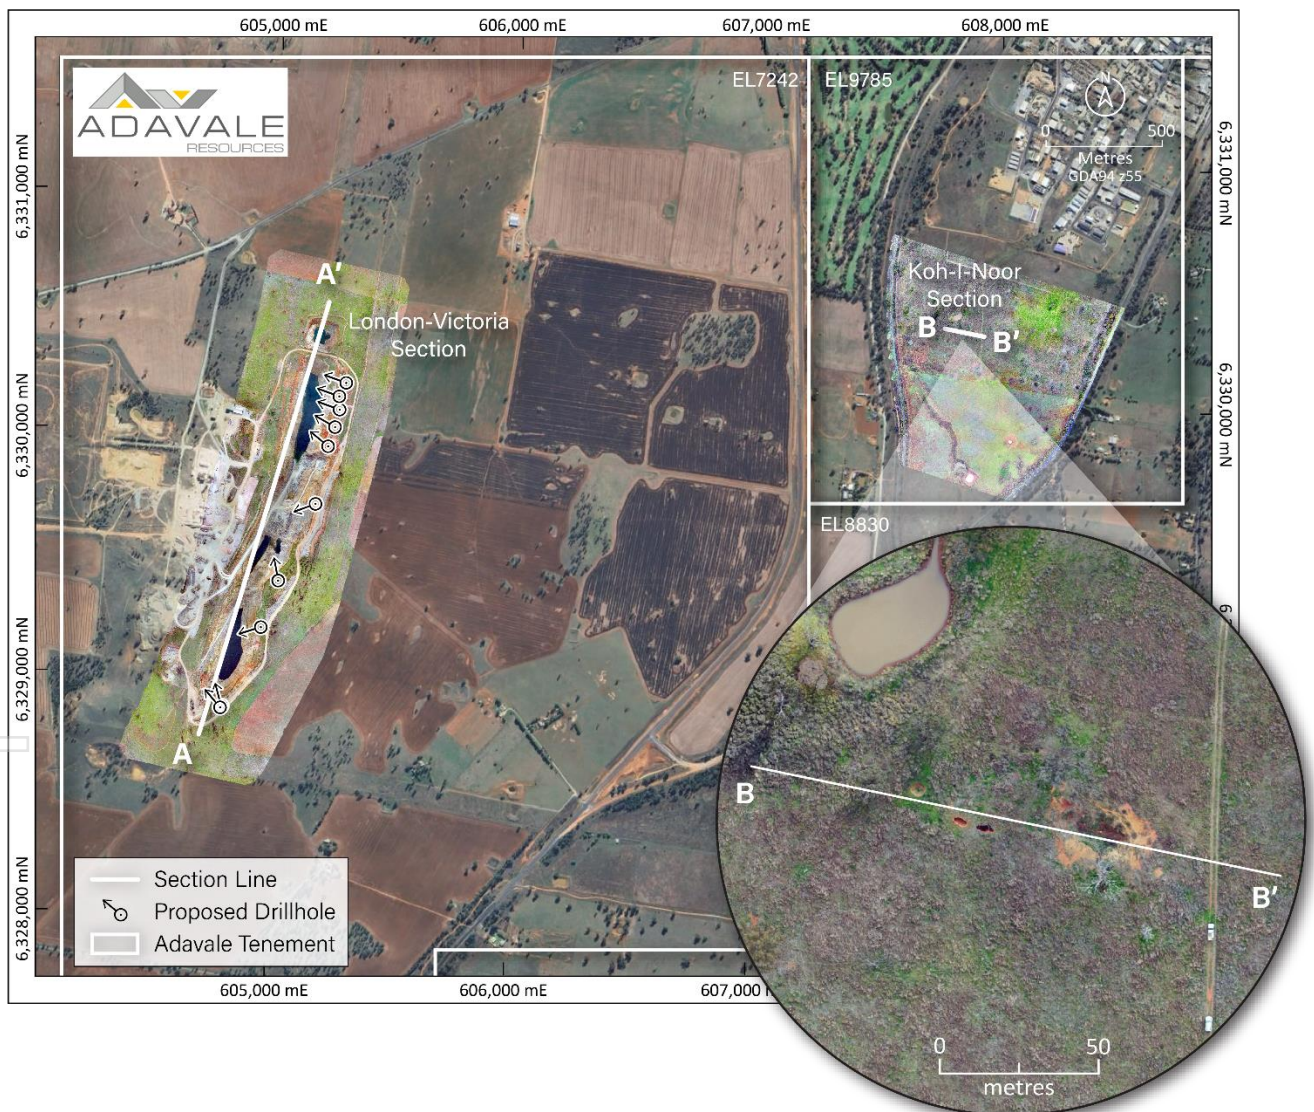 605,000 mE
606,000 mE
607,000 mE
608,000 mE
ADAVALE
RESOURCES
EL7242
EL9785
N
0
500
Metres
GDA94 z55
6,331,000 mN
6,331,000 mN
A'
London-Victoria
Section
Koh-I-Noor
Section
B
B'
6,330,000 mN
6,330,000 mN
EL8830
6,329,000 mN
A
B
B'
Section Line
Proposed Drillhole
Adavale Tenement
6,328,000 mN
605,000 mE
606,000 mE
607,000 m
0
50
metres